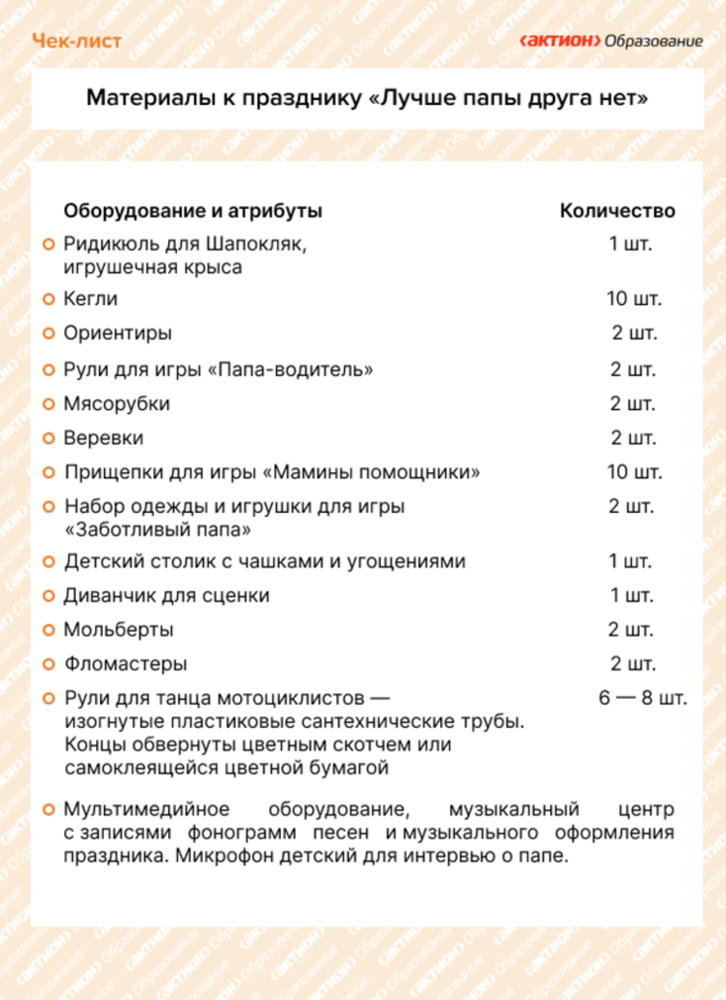 Чек-лист
‹актион› Образование
Материалы к празднику «Лучше папы друга нет»
Оборудование и атрибуты Количество
Ридикюль для Шапокляк, 1 шт.
игрушечная крыса
Кегли 10 шт.
Ориентиры 2 шт.
Рули для игры «Папа-водитель» 2 шт.
Мясорубки 2 шт.
Веревки 2 шт.
Прищепки для игры «Мамины помощники» 10 шт.
Набор одежды и игрушки для игры 2 шт.
«Заботливый папа»
Детский столик с чашками и угощениями 1 шт.
Диванчик для сценки 1 шт.
Мольберты 2 шт.
Фломастеры 2 шт.
Рули для танца мотоциклистов — 6 — 8 шт.
изогнутые пластиковые сантехнические трубы.
Концы обвернуты цветным скотчем или
самоклеящейся цветной бумагой
Мультимедийное оборудование, музыкальный центр
с записями фонограмм песен и музыкального оформления
праздника. Микрофон детский для интервью о папе.